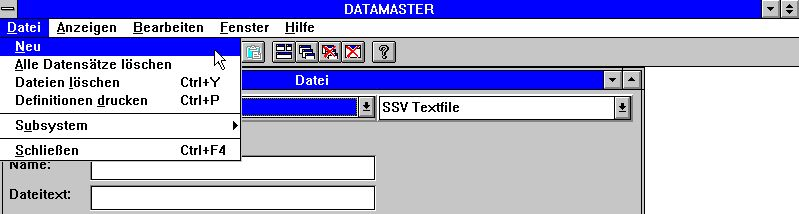 DATAMASTER
Datei Anzeigen Bearbeiten Fenster Hilfe
Neu
Alle Datensätze löschen
Dateien löschen Ctrl+Y
Definitionen drucken Ctrl+P
Subsystem
Schließen Ctrl+F4
?
Datei
SSV Textfile
Name:
Dateitext: